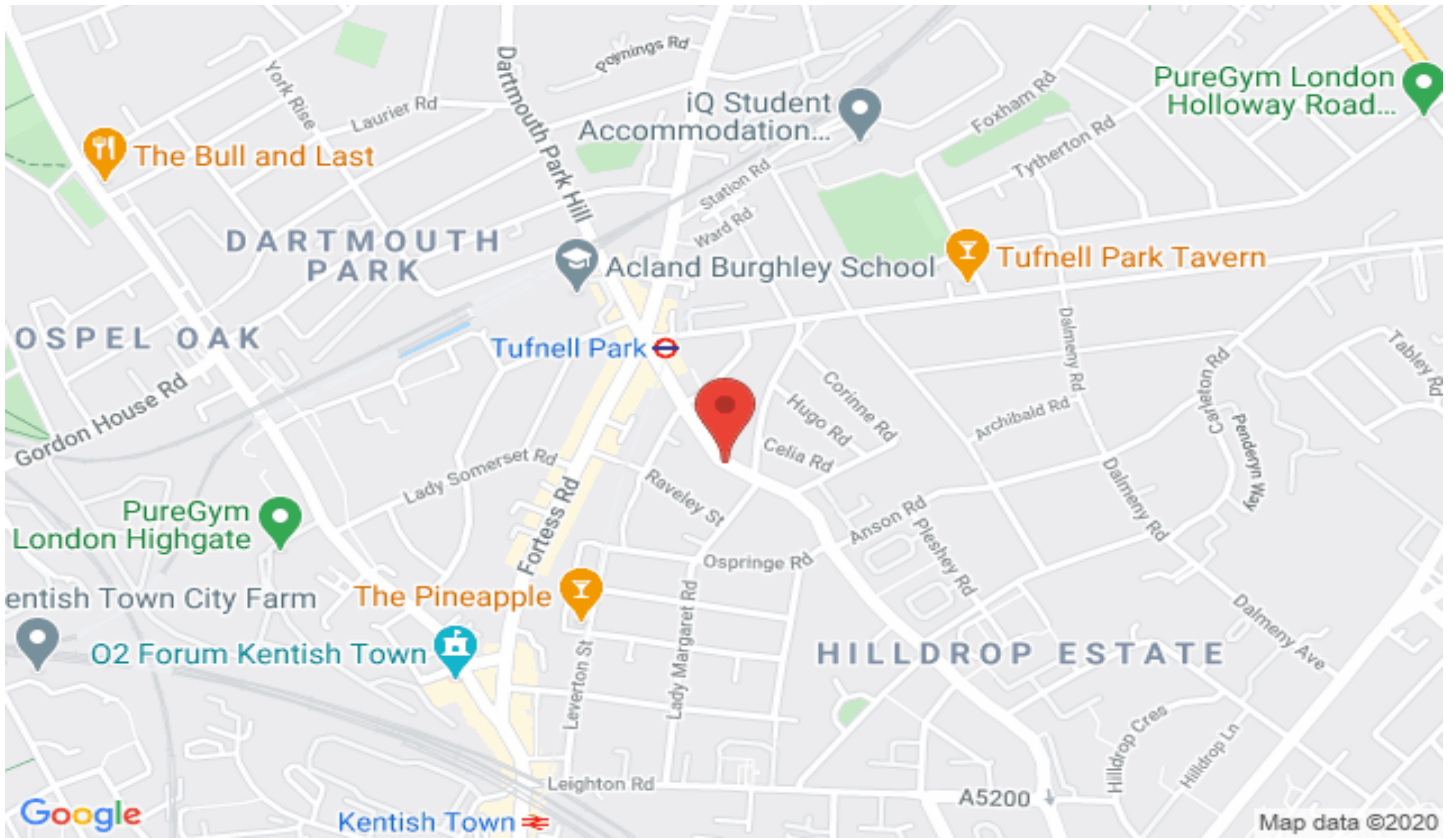 Poynings Rd
York Rise
Laurier Rd
Dartmouth Park Hill
iQ Student
Accommodation...
Foxham Rd
PureGym London
Holloway Road...
Tytherton Rd
The Bull and Last
Station Rd
Ward Rd
DARTMOUTH
PARK
Acland Burghley School
Tufnell Park Tavern
OSPEL OAK
Tufnell Park
Dalmeny Rd
Tabley Rd
Gordon House Rd
Corinne Rd
Hugo Rd
Celia Rd
Archibald Rd
Carleton Rd
Penderyn Way
Lady Somerset Rd
Raveley St
Dalmeny Rd
PureGym
London Highgate
Fortess Rd
Anson Rd
Pleshey Rd
Ospringe Rd
entish Town City Farm
The Pineapple
Dalmeny Ave
O2 Forum Kentish Town
Leverton St
Lady Margaret Rd
HILLDROP ESTATE
Hilldrop Cres
Hilldrop Ln
Leighton Rd
A5200
Google
Kentish Town
Map data ©2020